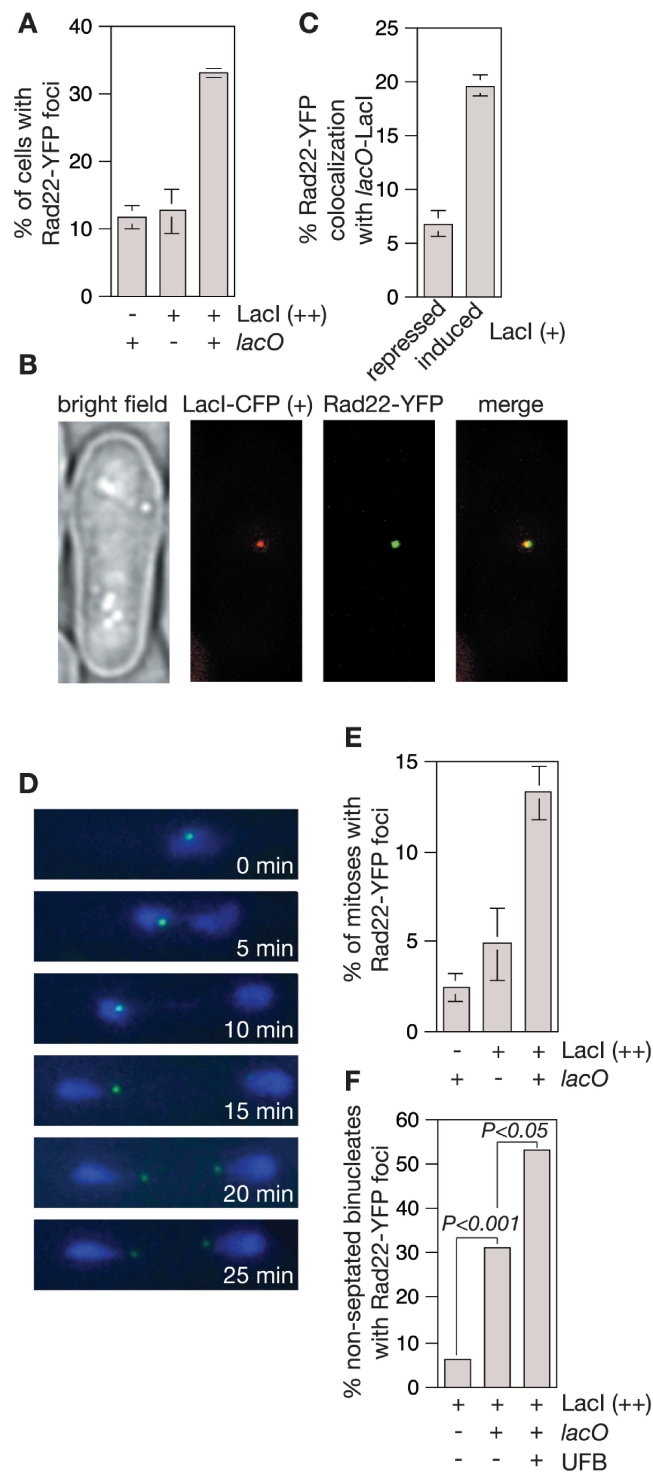 A
% of cells with
Rad22-YFP foci
40
30
20
10
0
- + + LacI (++)
+ - + lacO
C
% Rad22-YFP
colocalization
with lacO-LacI
25
20
15
10
5
0
repressed
induced
LacI (+)
B
bright field LacI-CFP (+) Rad22-YFP merge
D
0 min
5 min
10 min
15 min
20 min
25 min
E
% of mitoses with
Rad22-YFP foci
15
10
5
0
- + + LacI (++)
+ - + lacO
F
% non-septated binucleates
with Rad22-YFP foci
60
50
40
30
20
10
0
P<0.05
P<0.001
+ + + LacI (++)
- + + lacO
- - + UFB